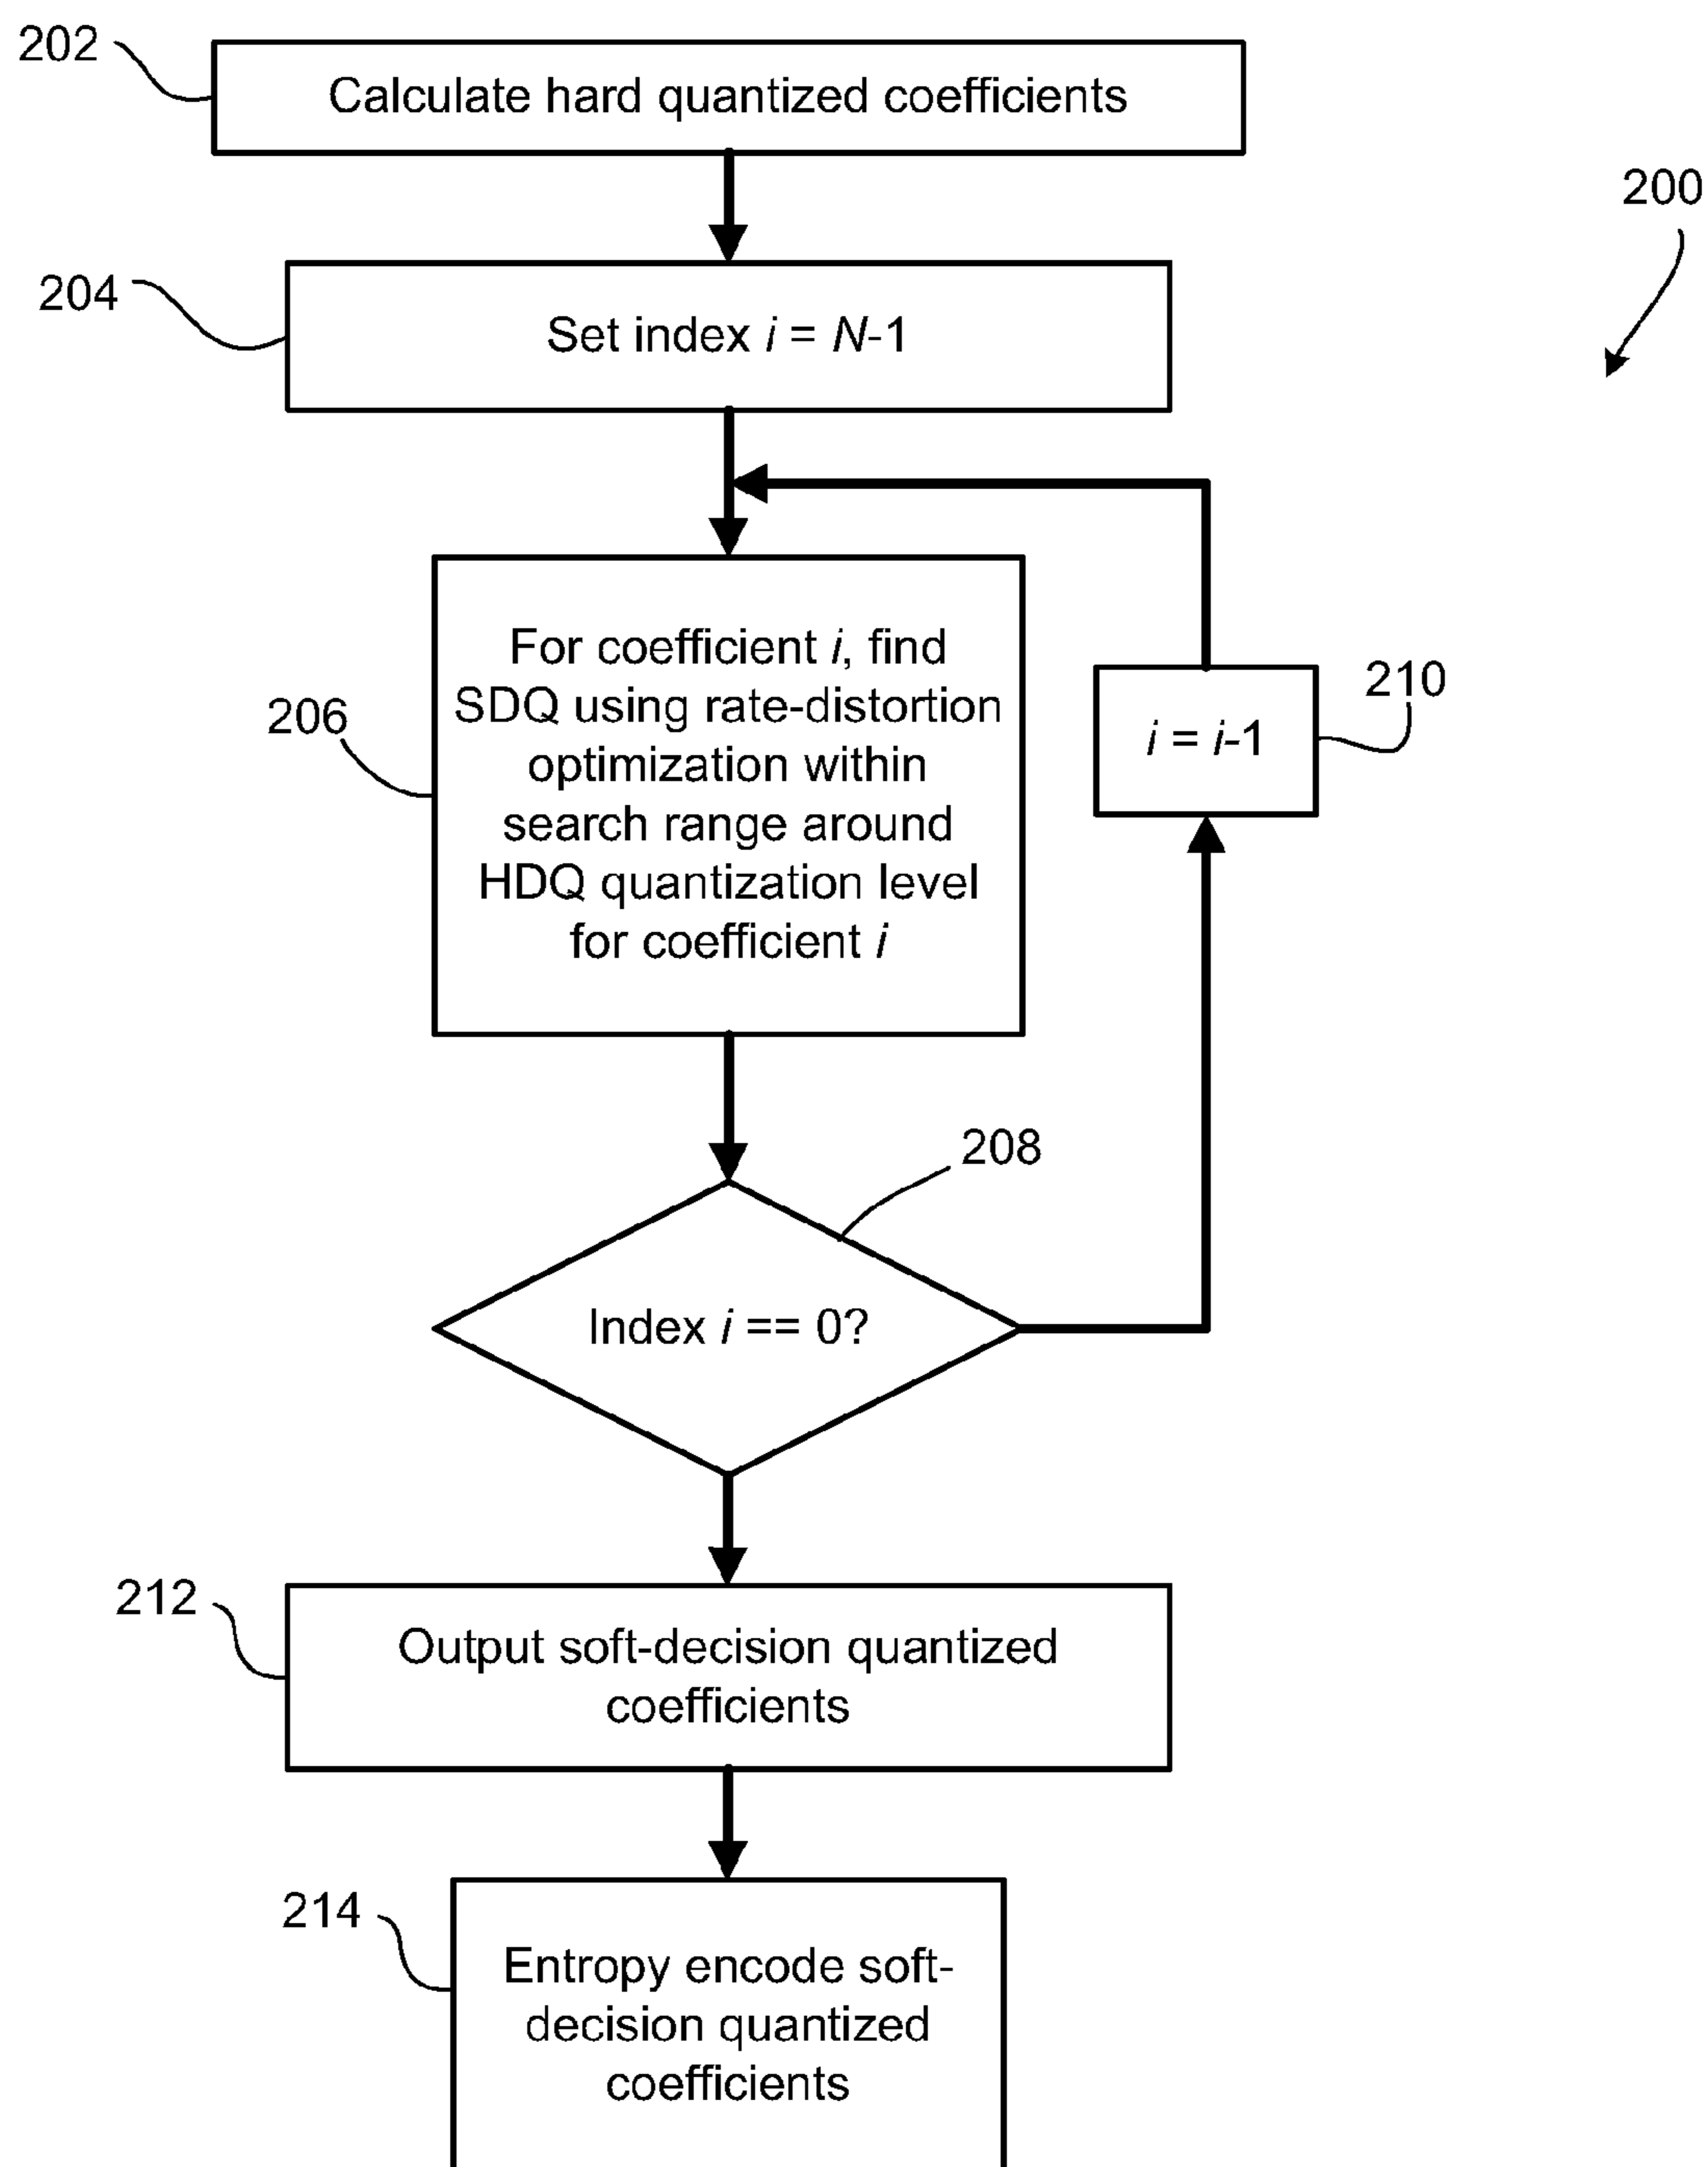 202
Calculate hard quantized coefficients
200
204
Set index i = N-1
206
For coefficient i, find
SDQ using rate-distortion
optimization within
search range around
HDQ quantization level
for coefficient i
210
i = i-1
208
Index i == 0?
212
Output soft-decision quantized
coefficients
214
Entropy encode soft-
decision quantized
coefficients